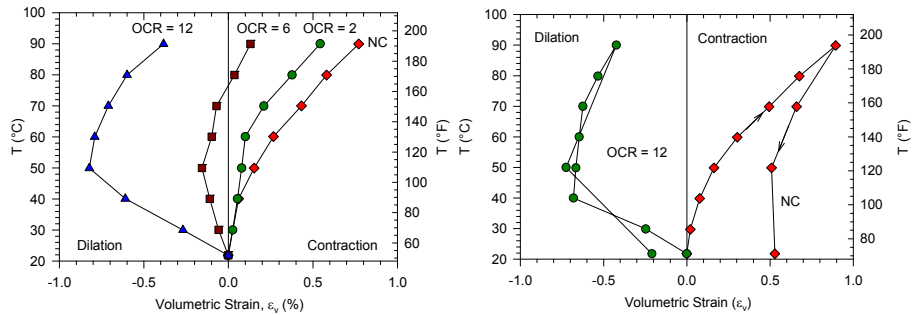 OCR = 12 OCR = 6 OCR = 2
NC
100
90
80
70
60
50
40
30
20
T (°C)
200
180
160
140
120
100
80
60
T (°F)
Dilation
Contraction
-1.0 -0.5 0.0 0.5 1.0
Volumetric Strain, εv (%)
Dilation
Contraction
OCR = 12
NC
100
90
80
70
60
50
40
30
20
T (°C)
200
180
160
140
120
100
80
T (°F)
-1.0 -0.5 0.0 0.5 1.0
Volumetric Strain (εv)